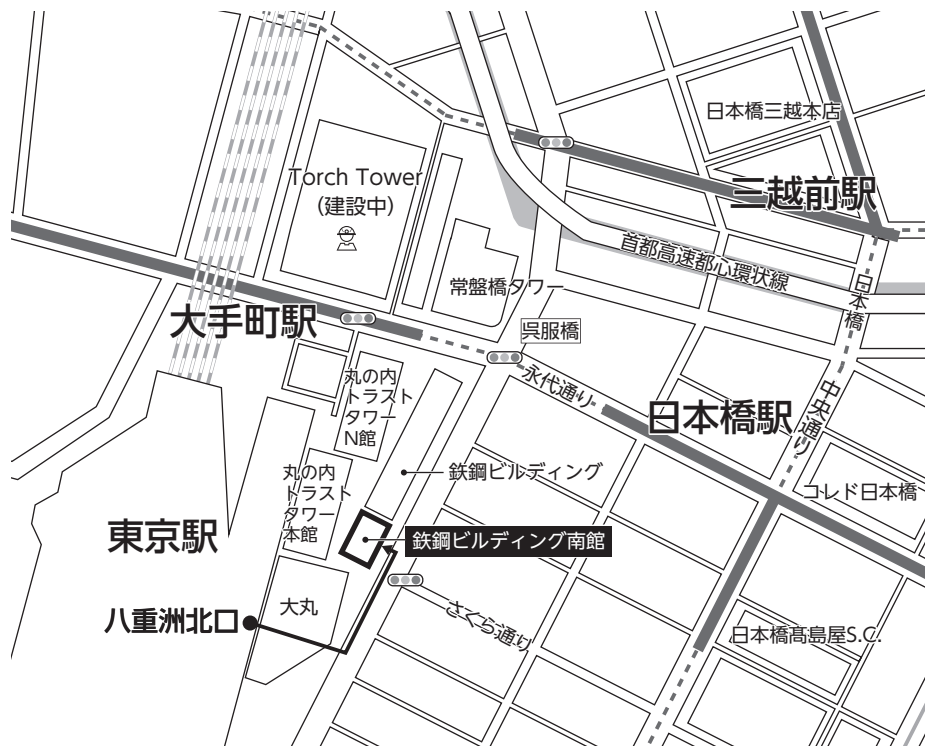 日本橋三越本店
三越前駅
Torch Tower
(建設中)
首都高速都心環状線
日本橋
常盤橋タワー
大手町駅
呉服橋
永代通り
日本橋駅
中央通り
丸の内
トラスト
タワー
N館
鉄鋼ビルディング
コレド日本橋
丸の内
トラスト
タワー
本館
東京駅
鉄鋼ビルディング南館
大丸
八重洲北口
さくら通り
日本橋髙島屋S.C.